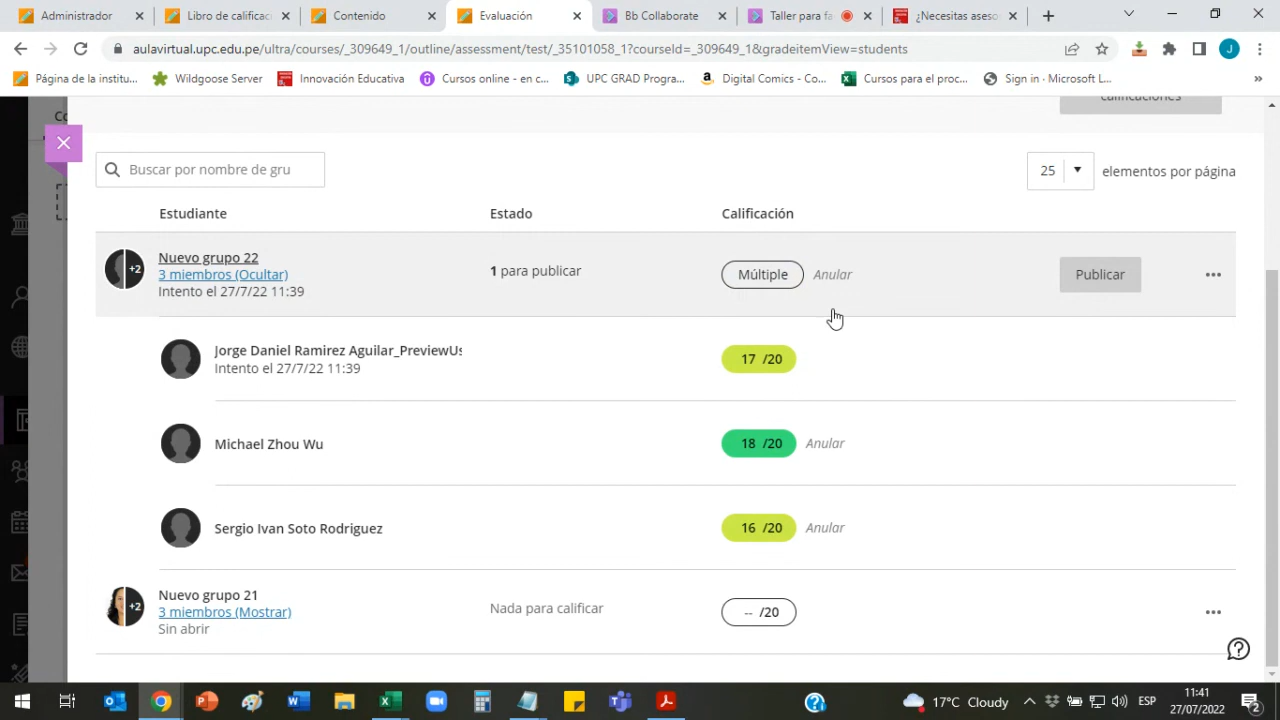 Administrador
Libro de calificac
Contenido
Evaluación
Bb Collaborate
Taller para fa
¿Necesitas aseso
aulavirtual.upc.edu.pe/ultra/courses/_309649_1/outline/assessment/test/_35101058_1?courseId=_309649_1&gradeitemView=students
J
Página de la institu...
Wildgoose Server
Innovación Educativa
Cursos online - en c...
UPC GRAD Progra...
Digital Comics - Co...
Cursos para el proc...
Sign in · Microsoft L...
»
Co
calificaciones
Buscar por nombre de gru
25
elementos por página
Estudiante
Estado
Calificación
+2
Nuevo grupo 22
3 miembros (Ocultar)
Intento el 27/7/22 11:39
1 para publicar
Múltiple
Anular
Publicar
Jorge Daniel Ramirez Aguilar_PreviewUs
Intento el 27/7/22 11:39
17 /20
Michael Zhou Wu
18 /20
Anular
Sergio Ivan Soto Rodriguez
16 /20
Anular
+2
Nuevo grupo 21
3 miembros (Mostrar)
Sin abrir
Nada para calificar
-- /20
17°C Cloudy
ESP
11:41
27/07/2022
2